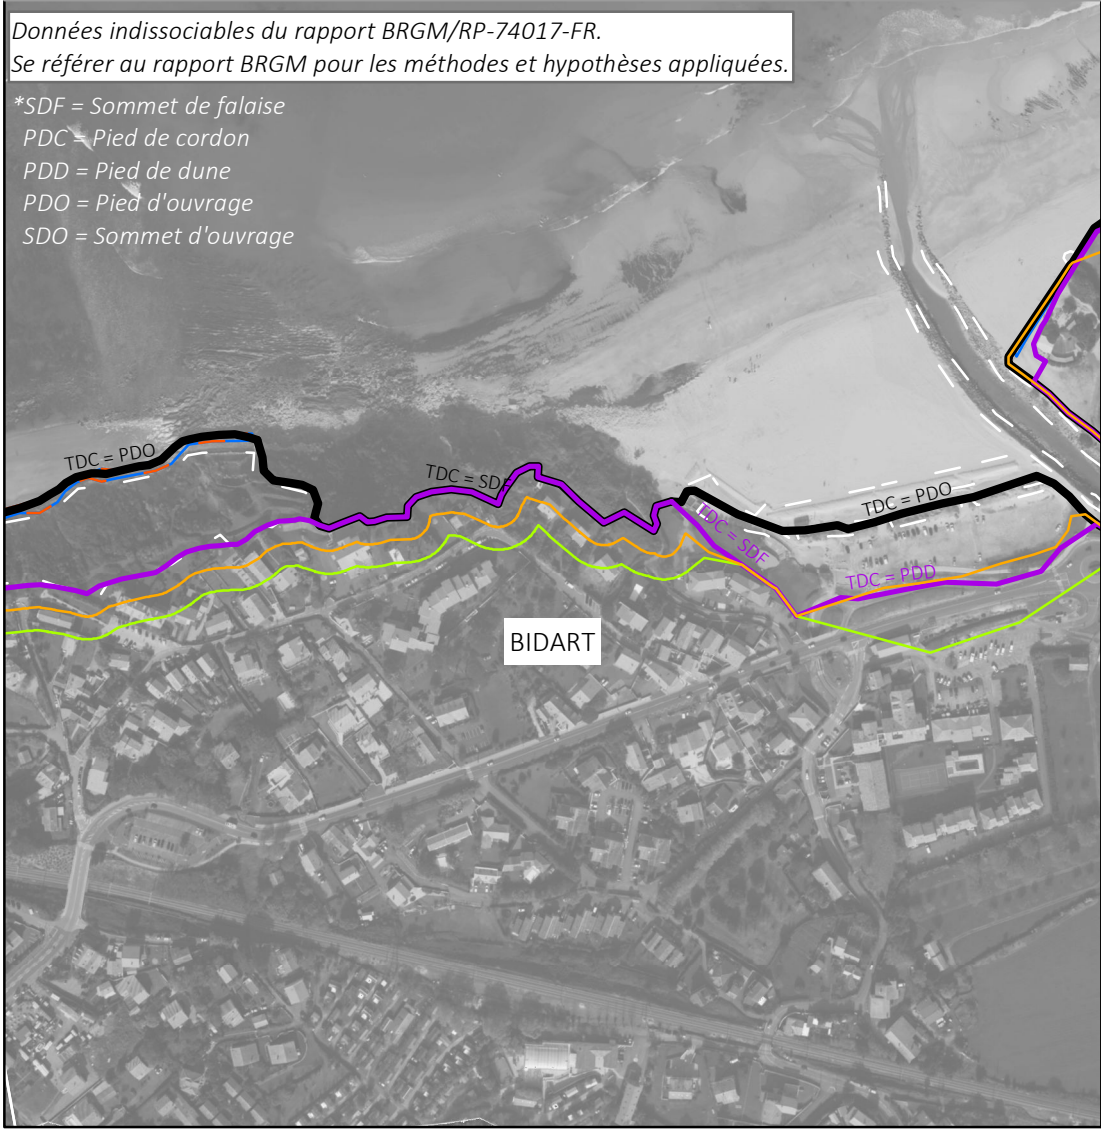 Données indissociables du rapport BRGM/RP-74017-FR.
Se référer au rapport BRGM pour les méthodes et hypothèses appliquées.
*SDF = Sommet de falaise
PDC = Pied de cordon
PDD = Pied de dune
PDO = Pied d'ouvrage
SDO = Sommet d'ouvrage
TDC = PDO
TDC = SDF
TDC = PDO
TDC = SDF
TDC = PDD
BIDART